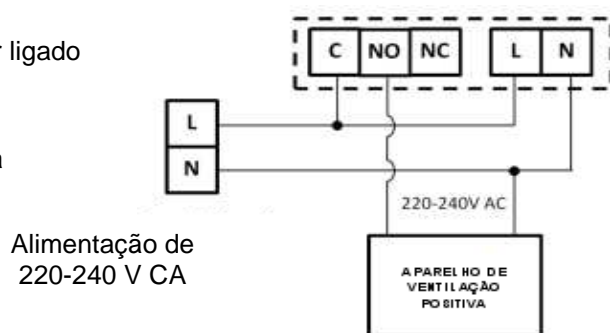 r ligado
C NO NC L N
L
a
N
220-240V AC
Alimentação de
220-240 V CA
APARELHO DE
VENTILAÇÃO
POSITIVA